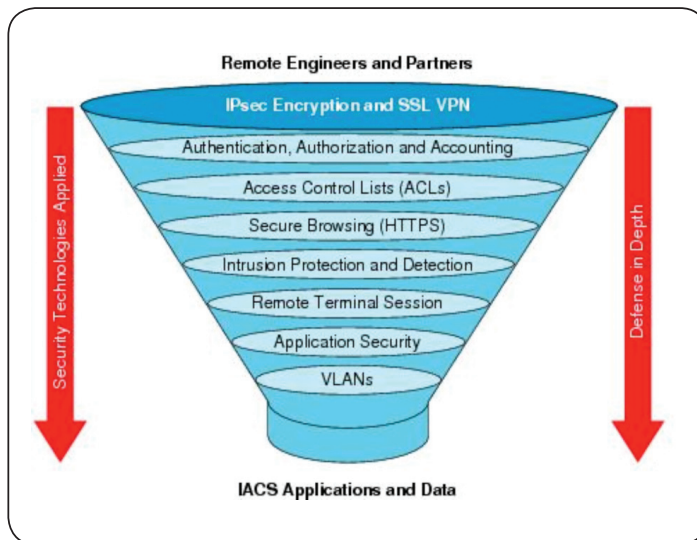 Remote Engineers and Partners
IPsec Encryption and SSL VPN
Authentication, Authorization and Accounting
Access Control Lists (ACLs)
Secure Browsing (HTTPS)
Intrusion Protection and Detection
Remote Terminal Session
Application Security
VLANs
Security Technologies Applied
Defense in Depth
IACS Applications and Data